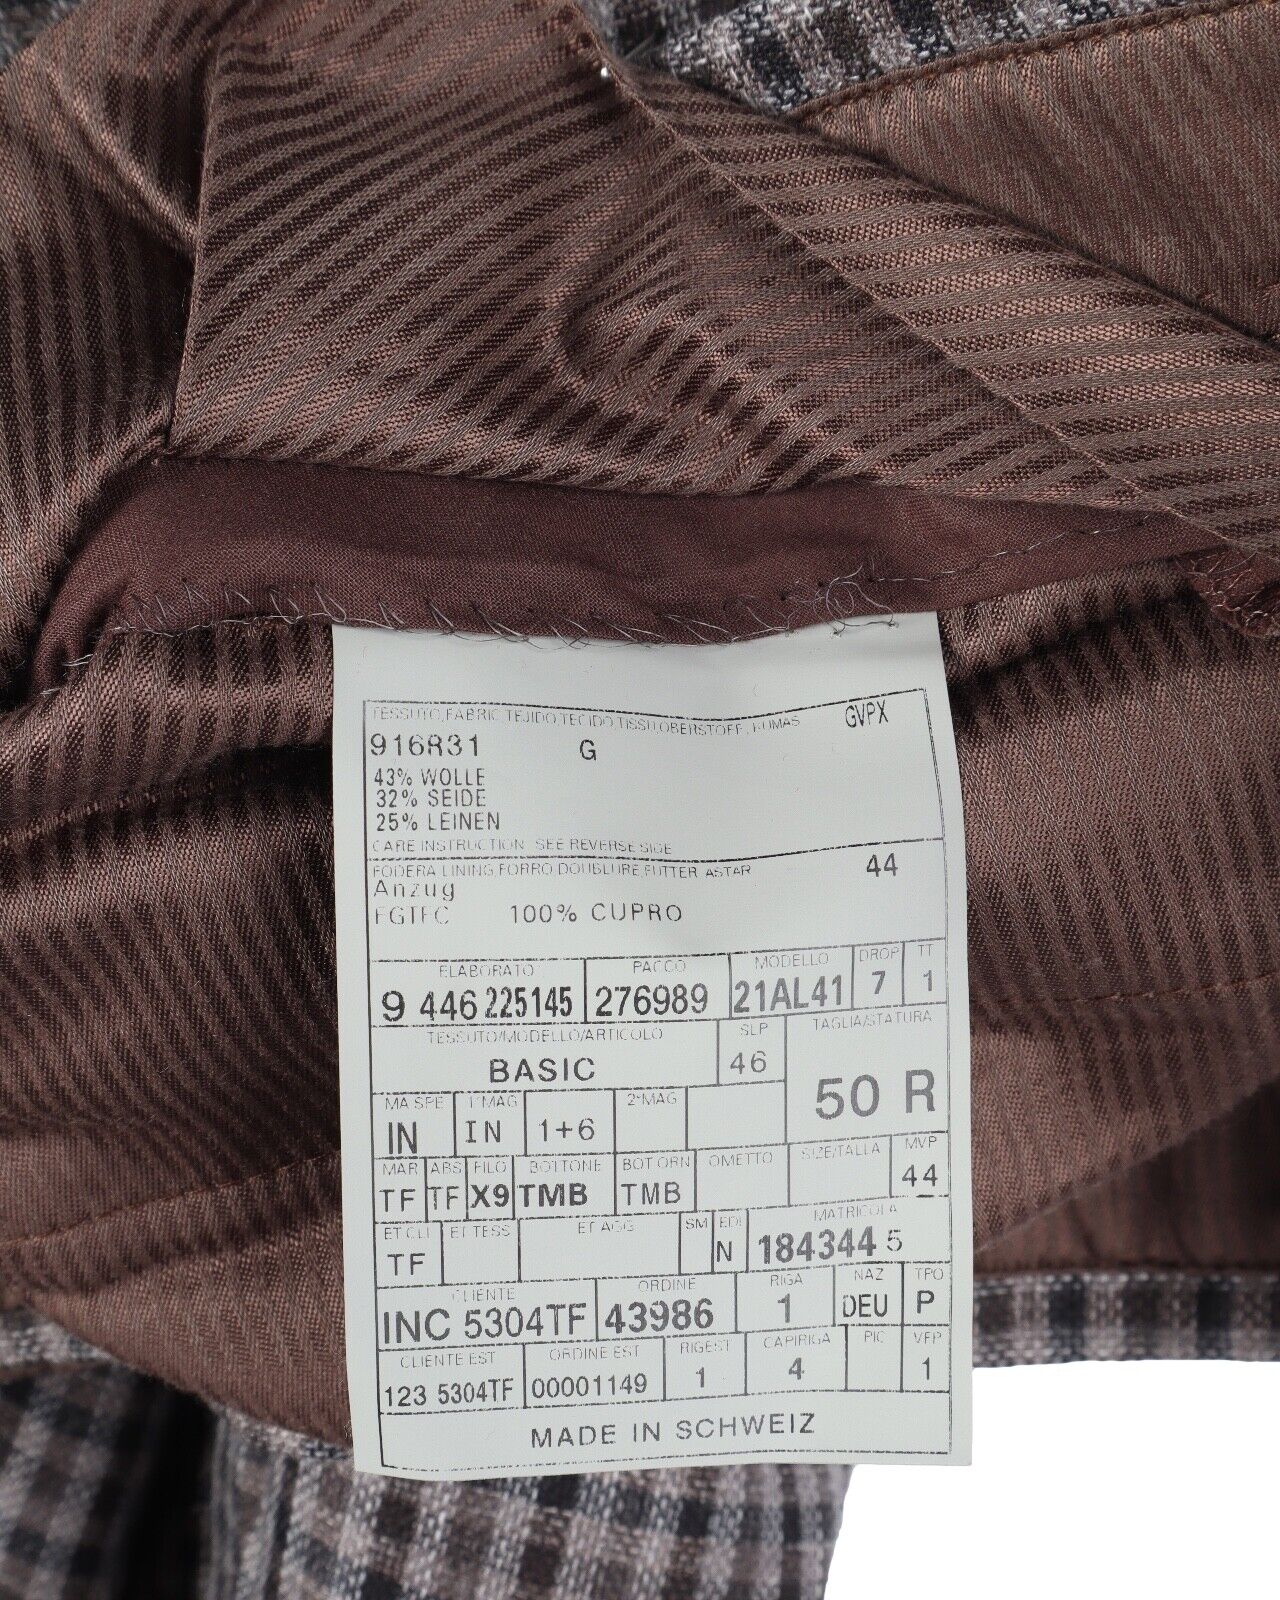 TESSUTO, FABRIC, TEJIDO, TECIDO, TISSU, OBERSTOFF, KUMAS GVPX
916R31 G
43% WOLLE
32% SEIDE
25% LEINEN
CARE INSTRUCTION SEE REVERSE SIDE
FODERA LINING FORRO DOUBLURE FUTTER ASTAR 44
Anzug
FGTFC 100% CUPRO
ELABORATO PACCO MODELLO DROP TT
9 446 225145 276989 21AL41 7 1
TESSUTO/MODELLO/ARTICOLO SLP TAGLIA/STATURA
BASIC 46 50 R
MA SPE 1°MAG 2°MAG
IN IN 1+6
MAR ABS FILO BOTTONE BOT ORN OMETTO SIZE/TALLA MVP
TF TF X9 TMB TMB 44
ET CLI ET TESS ET AGG SM EDI MATRICOLA
TF N 184344 5
CLIENTE ORDINE RIGA NAZ TPO
INC 5304TF 43986 1 DEU P
CLIENTE EST ORDINE EST RIGEST CAPIRIGA PIC VFP
123 5304TF 00001149 1 4 1
MADE IN SCHWEIZ